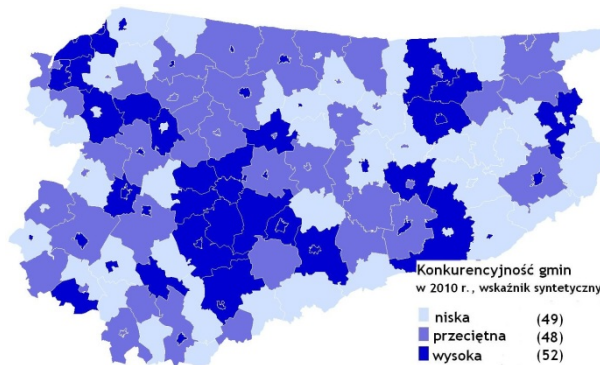 Konkurencyjność gmin
w 2010 r., wskaźnik syntetyczny
niska (49)
przeciętna (48)
wysoka (52)